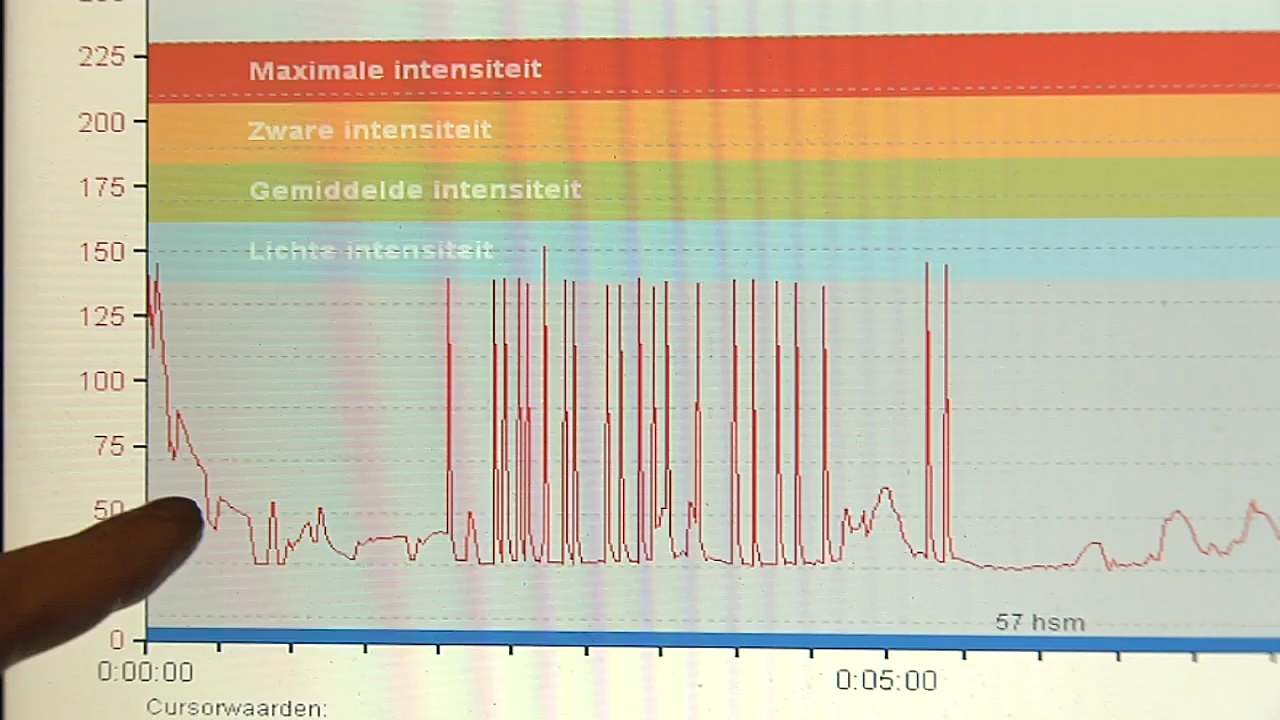 225
Maximale intensiteit
200
Zware intensiteit
175
Gemiddelde intensiteit
150
Lichte intensiteit
125
100
75
50
57 hsm
0
0:00:00
0:05:00
Cursorwaarden: